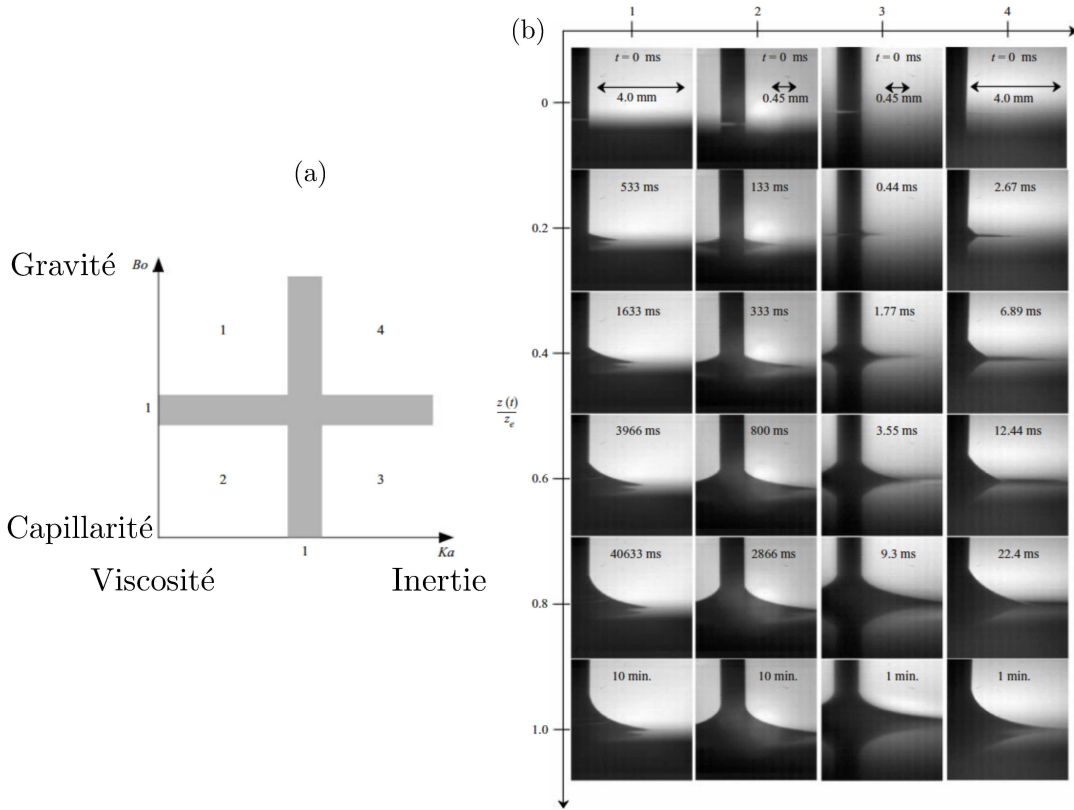 (a)
Gravité
Bo
1
4
1
2
3
Capillarité
1
Ka
Viscosité
Inertie
(b)
1
2
3
4
z (t)
z_e
0
t = 0 ms
t = 0 ms
t = 0 ms
t = 0 ms
4.0 mm
0.45 mm
0.45 mm
4.0 mm
0.2
533 ms
133 ms
0.44 ms
2.67 ms
0.4
1633 ms
333 ms
1.77 ms
6.89 ms
0.6
3966 ms
800 ms
3.55 ms
12.44 ms
0.8
40633 ms
2866 ms
9.3 ms
22.4 ms
1.0
10 min.
10 min.
1 min.
1 min.